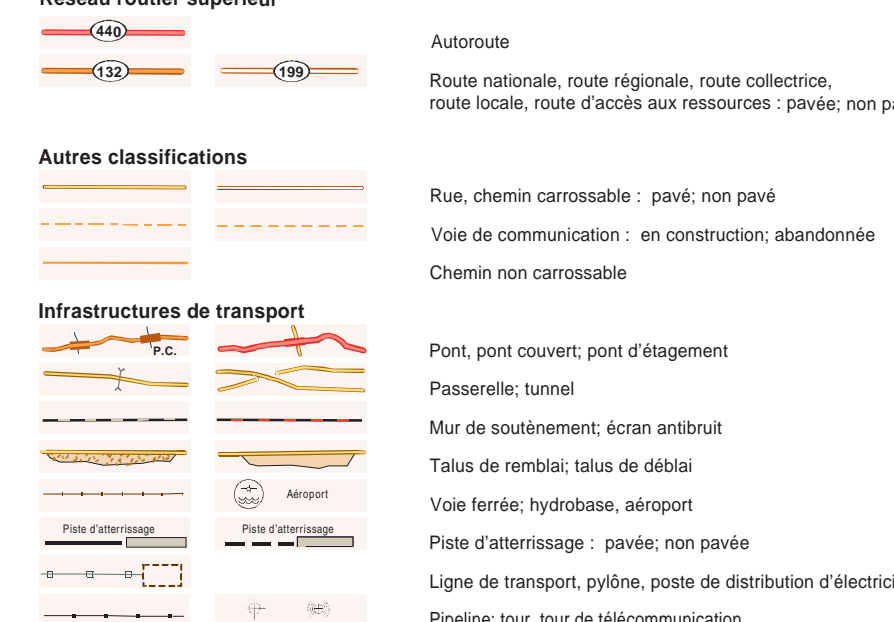 Réseau routier supérieur
440
Autoroute
132
199
Route nationale, route régionale, route collectrice,
route locale, route d'accès aux ressources : pavée; non
Autres classifications
Rue, chemin carrossable : pavé; non pavé
Voie de communication : en construction; abandonnée
Chemin non carrossable
Infrastructures de transport
P.C.
Pont, pont couvert; pont d'étagement
Passerelle; tunnel
Mur de soutènement; écran antibruit
Talus de remblai; talus de déblai
Aéroport
Voie ferrée; hydrobase, aéroport
Piste d'atterrissage
Piste d'atterrissage
Piste d'atterrissage : pavée; non pavée
Ligne de transport, pylône, poste de distribution
Pipeline; tour, tour de télécommunication